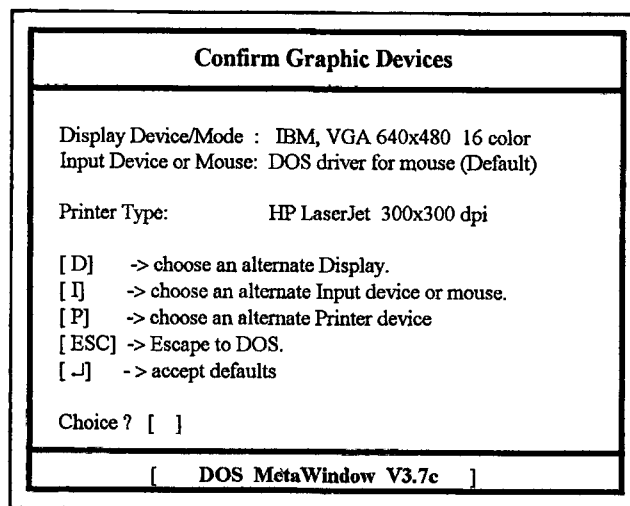 Confirm Graphic Devices
Display Device/Mode : IBM, VGA 640x480 16 color
Input Device or Mouse: DOS driver for mouse (Default)
Printer Type: HP LaserJet 300x300 dpi
[ D] -> choose an alternate Display.
[ I] -> choose an alternate Input device or mouse.
[ P] -> choose an alternate Printer device
[ ESC] -> Escape to DOS.
[ ↵] - > accept defaults
Choice ? [ ]
[ DOS MetaWindow V3.7c ]